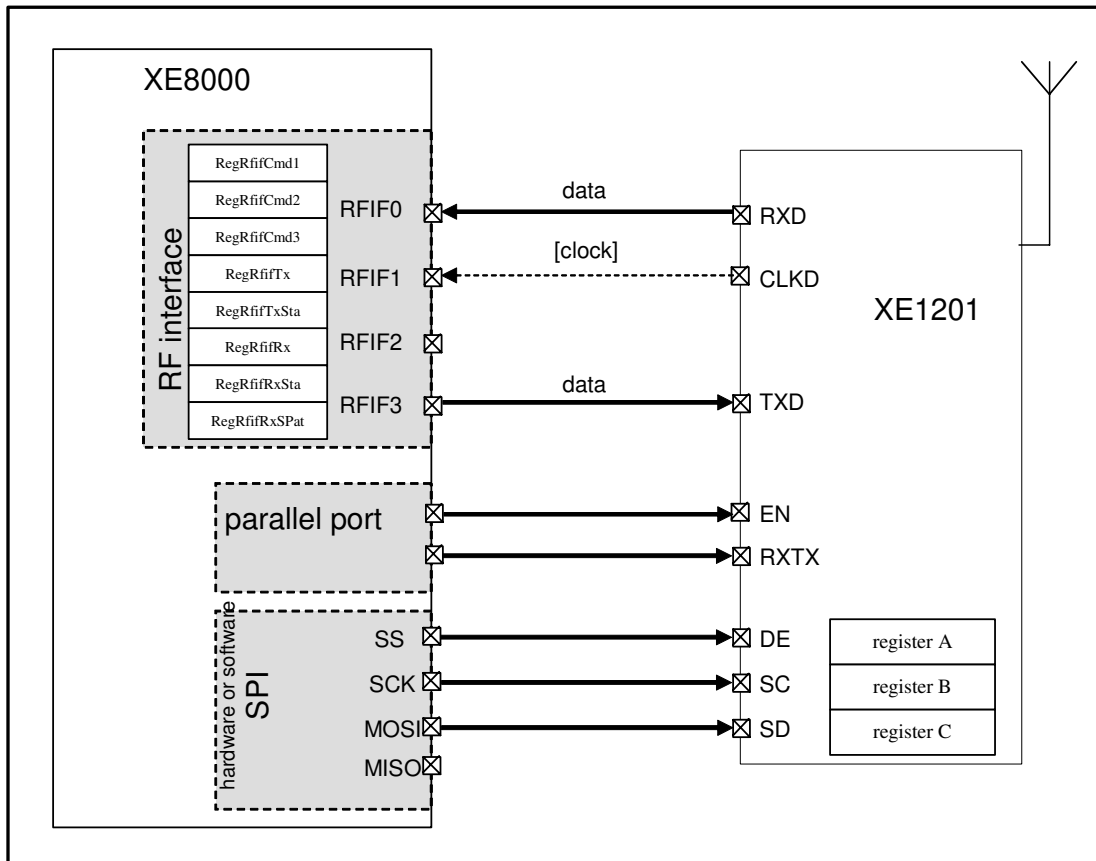 XE8000
RF interface
RegRfifCmd1
RegRfifCmd2
RegRfifCmd3
RegRfifTx
RegRfifTxSta
RegRfifRx
RegRfifRxSta
RegRfifRxSPat
RFIF0
RFIF1
RFIF2
RFIF3
data
[clock]
data
RXD
CLKD
XE1201
TXD
parallel port
EN
RXTX
hardware or software
SPI
SS
SCK
MOSI
MISO
DE
SC
SD
register A
register B
register C